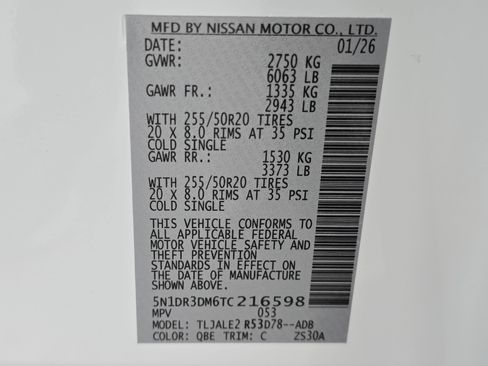 MFD BY NISSAN MOTOR CO., LTD.
DATE: 01/26
GVWR: 2750 KG
6063 LB
GAWR FR.: 1335 KG
2943 LB
WITH 255/50R20 TIRES
20 X 8.0 RIMS AT 35 PSI
COLD SINGLE
GAWR RR.: 1530 KG
3373 LB
WITH 255/50R20 TIRES
20 X 8.0 RIMS AT 35 PSI
COLD SINGLE
THIS VEHICLE CONFORMS TO
ALL APPLICABLE FEDERAL
MOTOR VEHICLE SAFETY AND
THEFT PREVENTION
STANDARDS IN EFFECT ON
THE DATE OF MANUFACTURE
SHOWN ABOVE.
5N1DR3DM6TC216598
MPV 053
MODEL: TLJALE2 R53D78--ADB
COLOR: QBE TRIM: C ZS30A